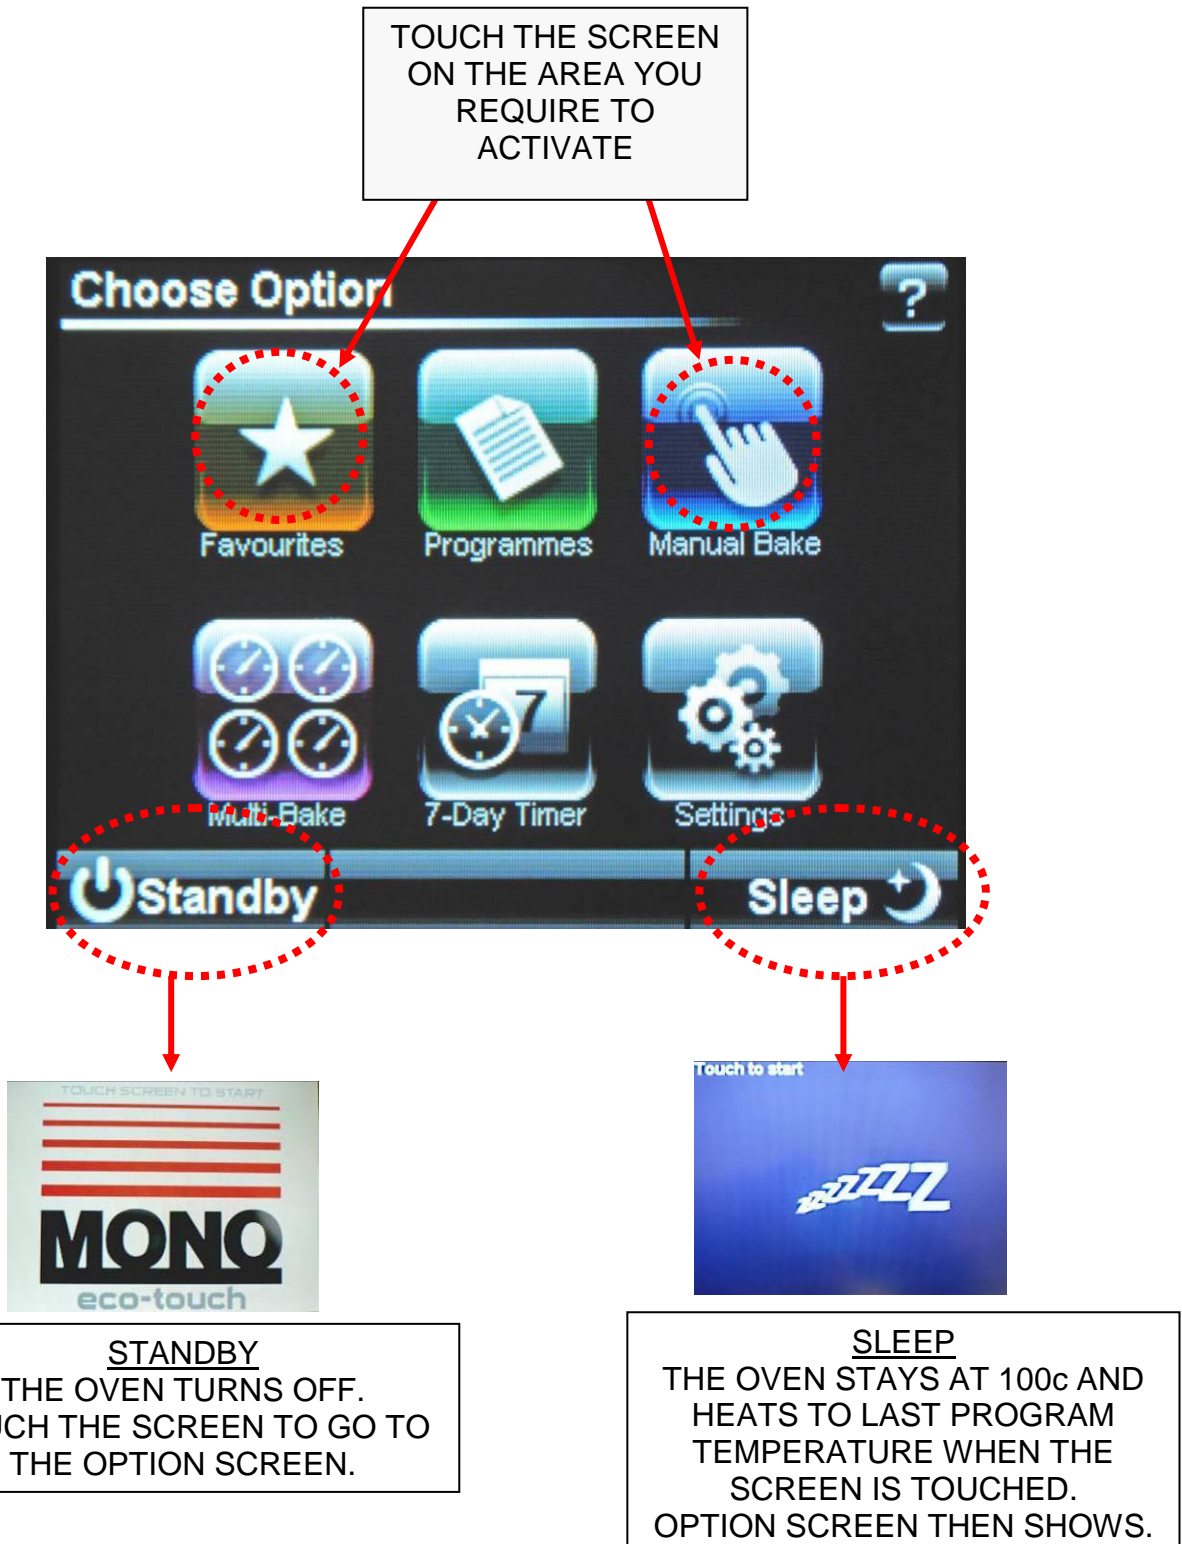 TOUCH THE SCREEN
ON THE AREA YOU
REQUIRE TO
ACTIVATE
Choose Option
?
Favourites
Programmes
Manual Bake
7
Multi-Bake
7-Day Timer
Settings
Standby
Sleep
TOUCH SCREEN TO START
MONO
eco-touch
Touch to start
zzzzZZZ
STANDBY
THE OVEN TURNS OFF.
UCH THE SCREEN TO GO TO
THE OPTION SCREEN.
SLEEP
THE OVEN STAYS AT 100c AND
HEATS TO LAST PROGRAM
TEMPERATURE WHEN THE
SCREEN IS TOUCHED.
OPTION SCREEN THEN SHOWS.